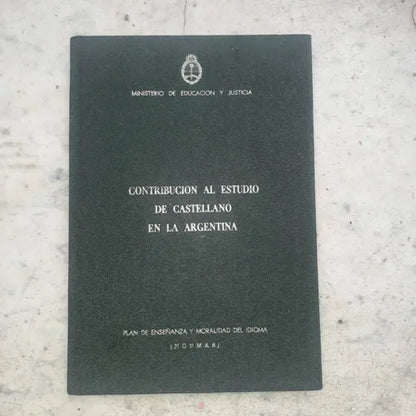 MINISTERIO DE EDUCACION Y JUSTICIA
CONTRIBUCION AL ESTUDIO
DE CASTELLANO
EN LA ARGENTINA
PLAN DE ENSEÑANZA Y MORALIDAD DEL IDIOMA
(NORMAS)